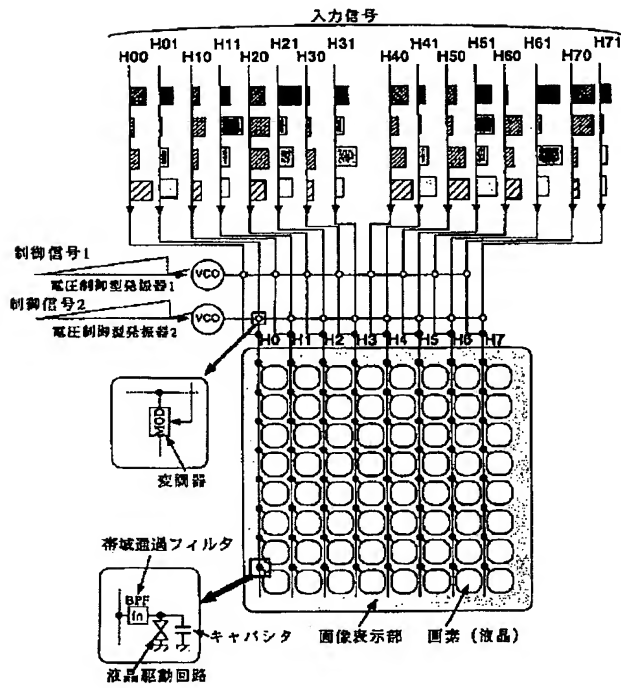 入力信号
H00 H01 H10 H11 H20 H21 H30 H31 H40 H41 H50 H51 H60 H61 H70 H71
制御信号1
VCO
電圧制御型発振器1
制御信号2
VCO
電圧制御型発振器2
H0 H1 H2 H3 H4 H5 H6 H7
MOD
変調器
帯域通過フィルタ
BPF
fn
キャパシタ
液晶駆動回路
画像表示部
画素(液晶)